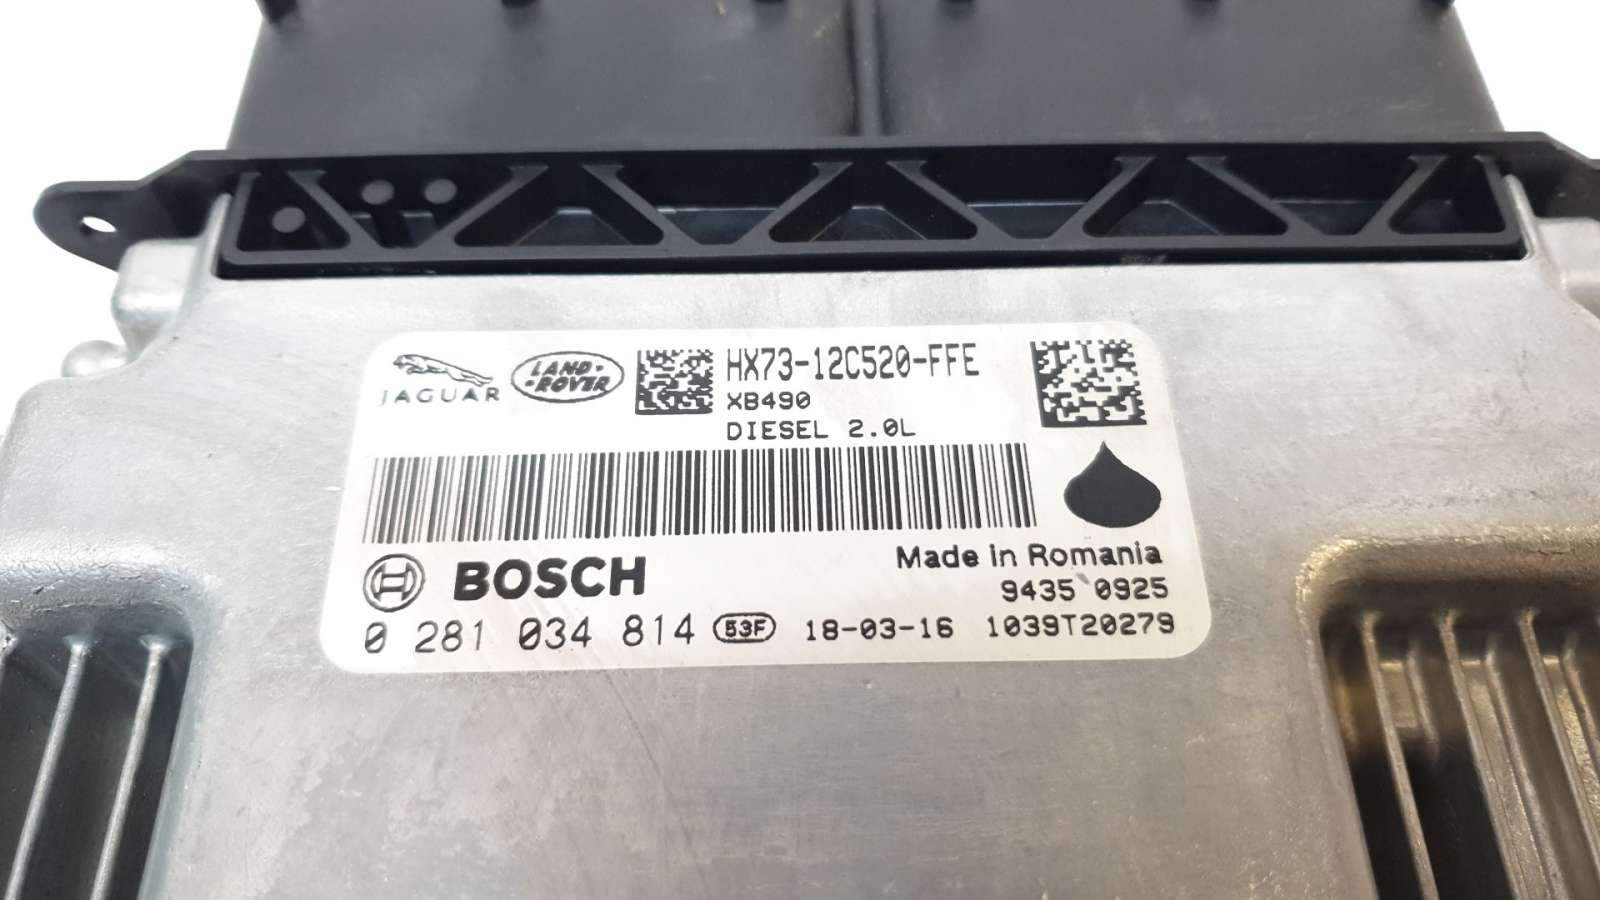 JAGUAR
LAND-
-ROVER
HX73-12C520-FFE
XB490
DIESEL 2.0L
BOSCH
Made in Romania
9435 0925
0 281 034 814 53F 18-03-16 1039T20279